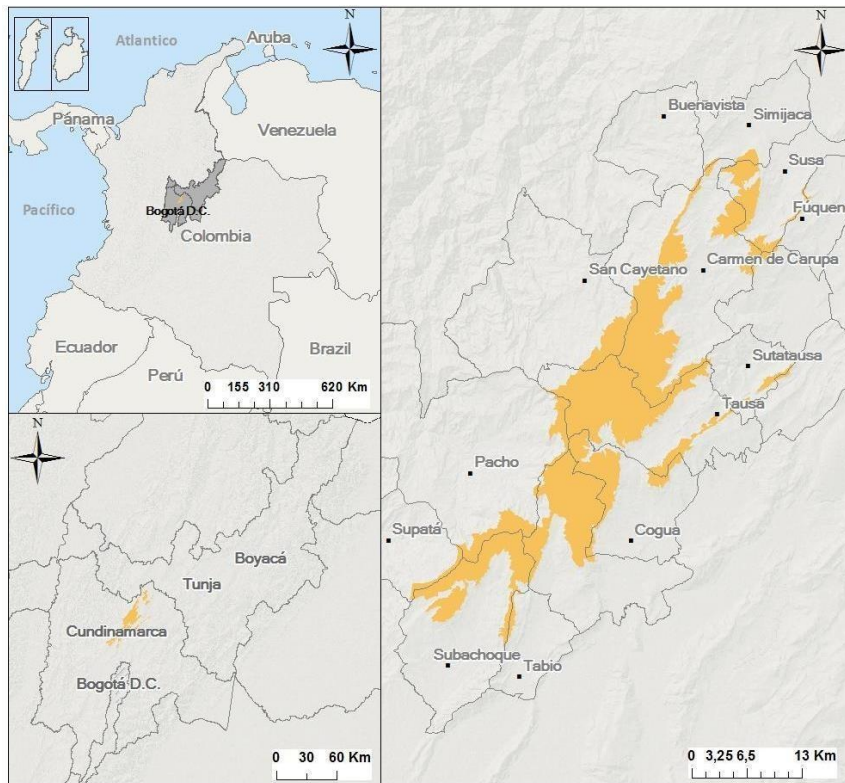 N
Atlantico
Aruba
Pánama
Venezuela
Pacífico
Bogotá D.C.
Colombia
Ecuador
Brazil
Perú
0 155 310 620 Km
N
Boyacá
Tunja
Cundinamarca
Bogotá D.C.
0 30 60 Km
N
Buenavista
Simijaca
Susa
Fúquen
San Cayetano
Carmen de Carupa
Sutatausa
Tausa
Pacho
Supatá
Cogua
Subachoque
Tabio
0 3,25 6,5 13 Km